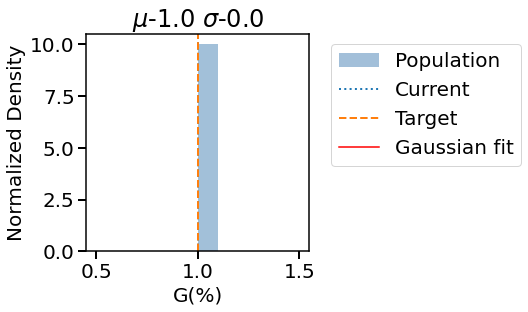 μ-1.0 σ-0.0
Normalized Density
10.0
7.5
5.0
2.5
0.0
0.5 1.0 1.5
G(%)
Population
Current
Target
Gaussian fit